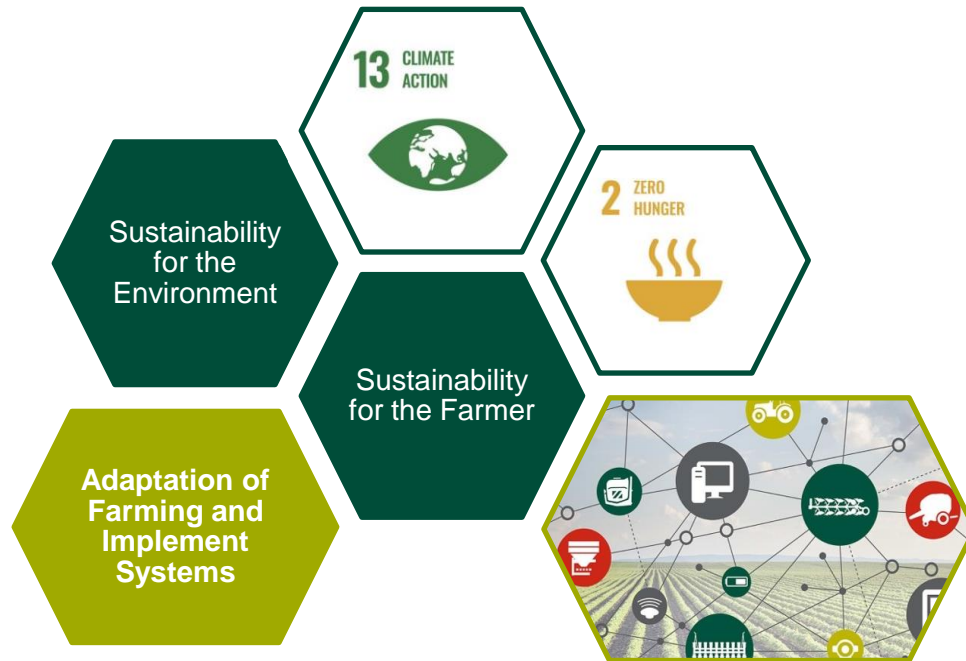 13 CLIMATE
ACTION
Sustainability
for the
Environment
2 ZERO
HUNGER
Sustainability
for the Farmer
Adaptation of
Farming and
Implement
Systems